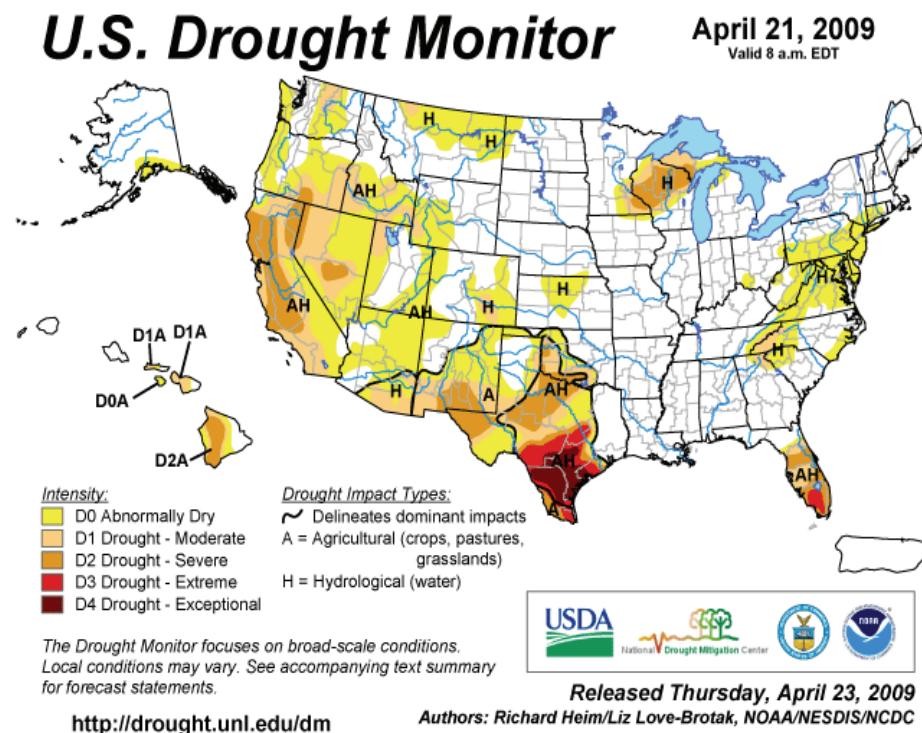 U.S. Drought Monitor
April 21, 2009
Valid 8 a.m. EDT
H
H
H
AH
AH
AH
H
H
H
H
H
A
AH
AH
A
AH
D1A
D1A
D0A
D2A
Intensity:
D0 Abnormally Dry
D1 Drought - Moderate
D2 Drought - Severe
D3 Drought - Extreme
D4 Drought - Exceptional
Drought Impact Types:
Delineates dominant impacts
A = Agricultural (crops, pastures,
grasslands)
H = Hydrological (water)
USDA
National Drought Mitigation Center
NOAA
The Drought Monitor focuses on broad-scale conditions.
Local conditions may vary. See accompanying text summary
for forecast statements.
http://drought.unl.edu/dm
Released Thursday, April 23, 2009
Authors: Richard Heim/Liz Love-Brotak, NOAA/NESDIS/NCDC